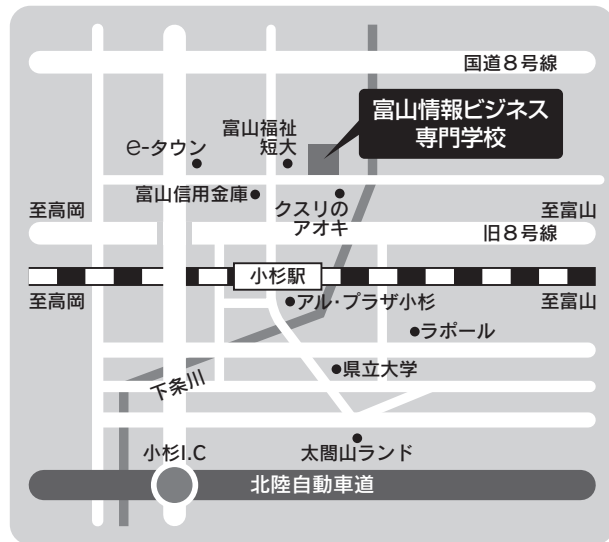 国道8号線
富山情報ビジネス
専門学校
富山福祉
短大
e-タウン
富山信用金庫
クスリの
アオキ
至高岡
至富山
旧8号線
小杉駅
至高岡
アル・プラザ小杉
至富山
ラポール
県立大学
下条川
小杉I.C
太閤山ランド
北陸自動車道